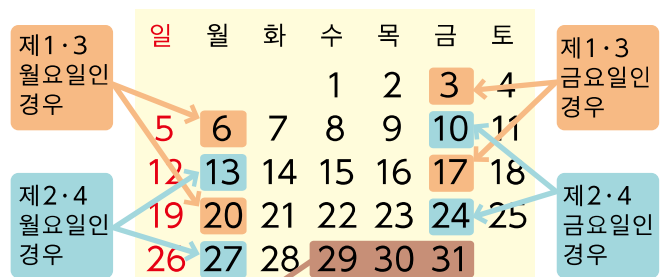 일 월 화 수 목 금 토
제1·3
월요일인
경우
제1·3
금요일인
경우
1 2 3 4
5 6 7 8 9 10 11
12 13 14 15 16 17 18
제2·4
월요일인
경우
제2·4
금요일인
경우
19 20 21 22 23 24 25
26 27 28 29 30 31